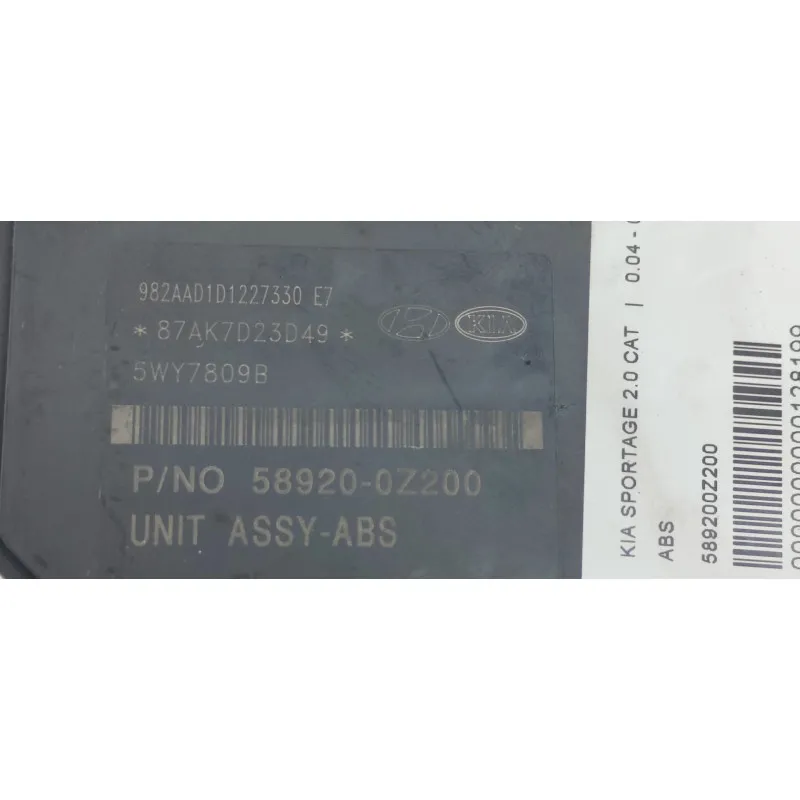 982AAD1D1227330 E7
*87AK7D23D49*
KIA
5WY7809B
P/NO 58920-0Z200
UNIT ASSY-ABS
KIA SPORTAGE 2.0 CAT | 0.04 -
ABS
589200Z200